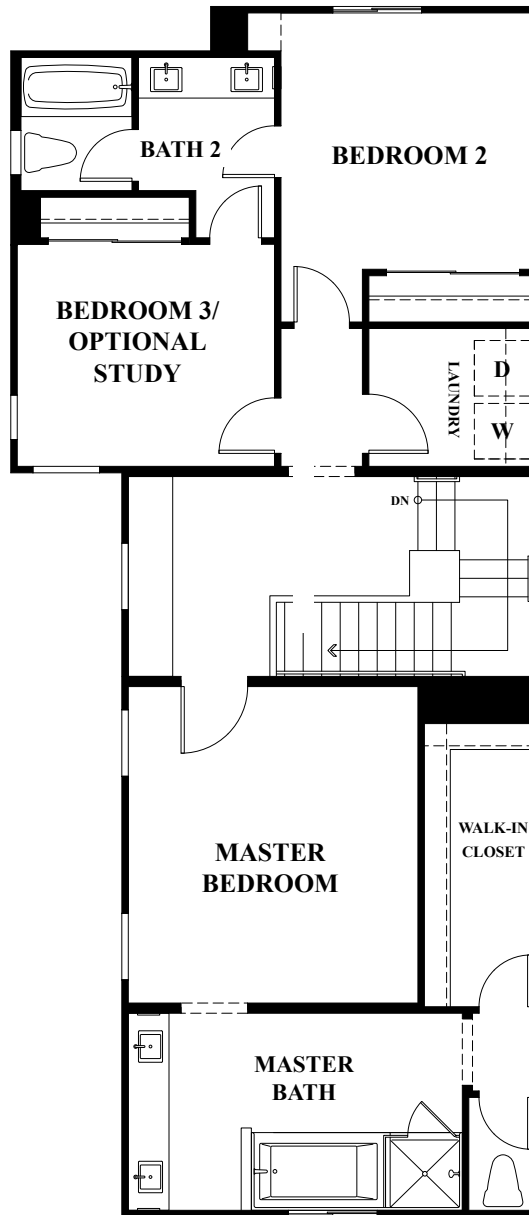 BATH 2
BEDROOM 2
BEDROOM 3/
OPTIONAL
STUDY
LAUNDRY
D
W
DN
MASTER
BEDROOM
WALK-IN
CLOSET
MASTER
BATH